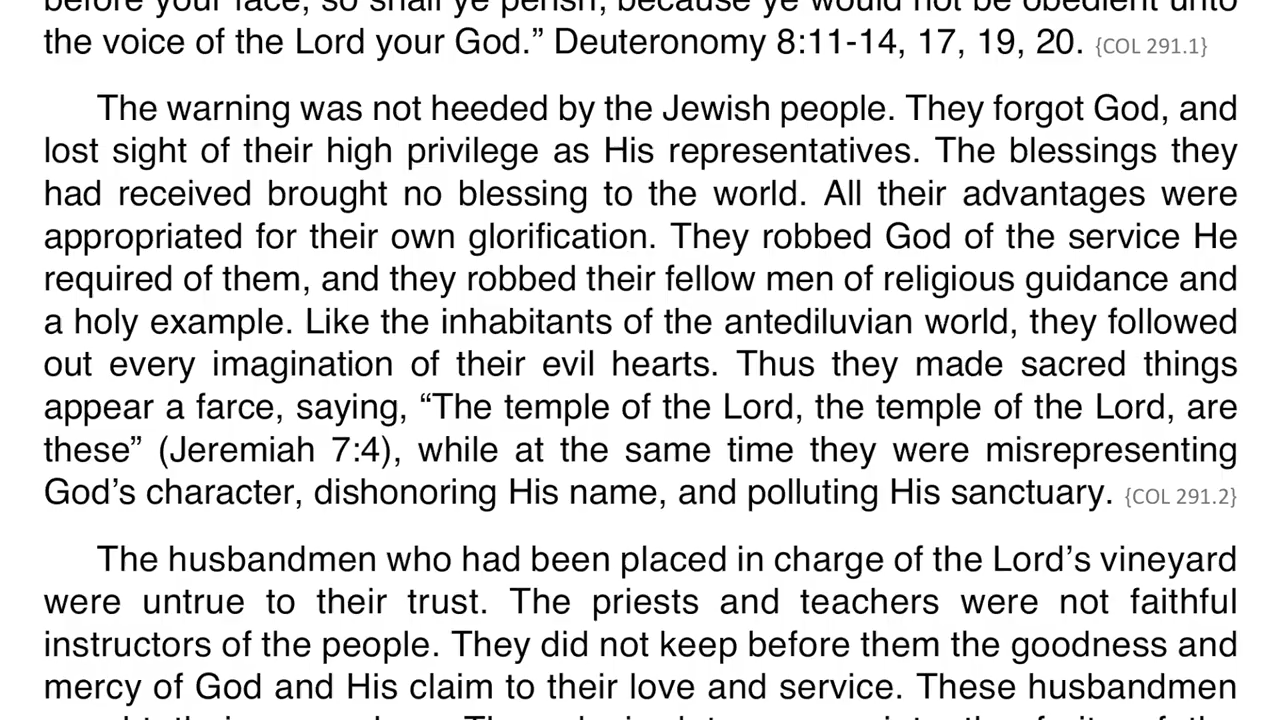 before your face, so shall ye perish; because ye would not be obedient unto
the voice of the Lord your God.” Deuteronomy 8:11-14, 17, 19, 20. {COL 291.1}
The warning was not heeded by the Jewish people. They forgot God, and
lost sight of their high privilege as His representatives. The blessings they
had received brought no blessing to the world. All their advantages were
appropriated for their own glorification. They robbed God of the service He
required of them, and they robbed their fellow men of religious guidance and
a holy example. Like the inhabitants of the antediluvian world, they followed
out every imagination of their evil hearts. Thus they made sacred things
appear a farce, saying, “The temple of the Lord, the temple of the Lord, are
these” (Jeremiah 7:4), while at the same time they were misrepresenting
God’s character, dishonoring His name, and polluting His sanctuary. {COL 291.2}
The husbandmen who had been placed in charge of the Lord’s vineyard
were untrue to their trust. The priests and teachers were not faithful
instructors of the people. They did not keep before them the goodness and
mercy of God and His claim to their love and service. These husbandmen